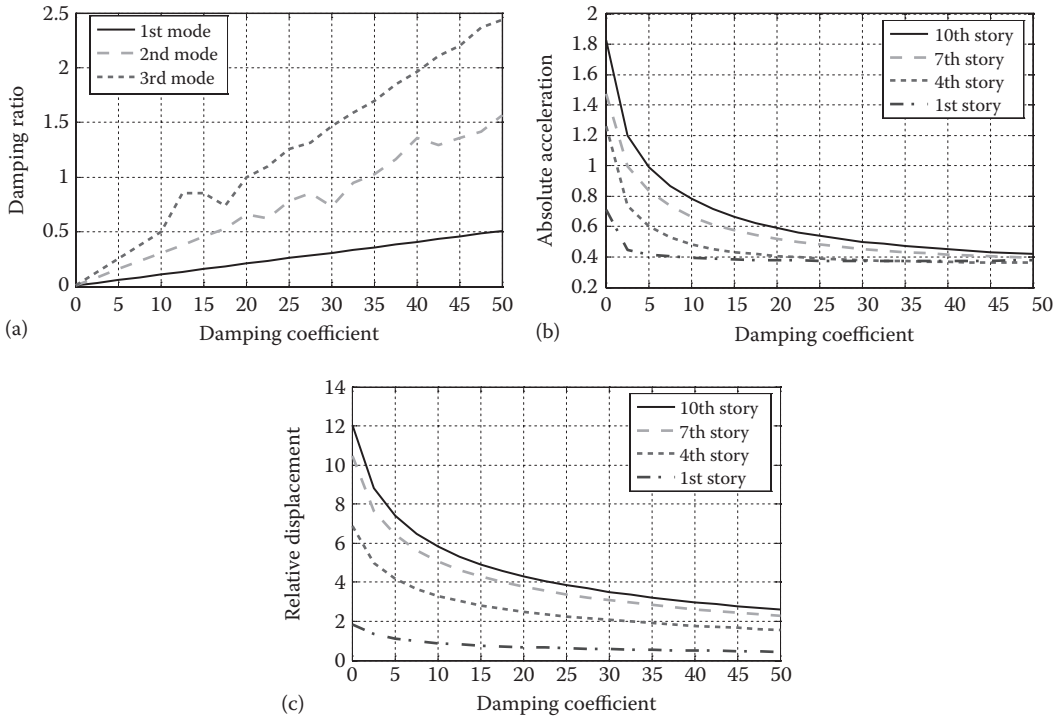 2.5
2
1.5
1
0.5
0
Damping ratio
1st mode
2nd mode
3rd mode
0 5 10 15 20 25 30 35 40 45 50
Damping coefficient
(a)
2
1.8
1.6
1.4
1.2
1
0.8
0.6
0.4
0.2
Absolute acceleration
10th story
7th story
4th story
1st story
0 5 10 15 20 25 30 35 40 45 50
Damping coefficient
(b)
14
12
10
8
6
4
2
0
Relative displacement
10th story
7th story
4th story
1st story
0 5 10 15 20 25 30 35 40 45 50
Damping coefficient
(c)